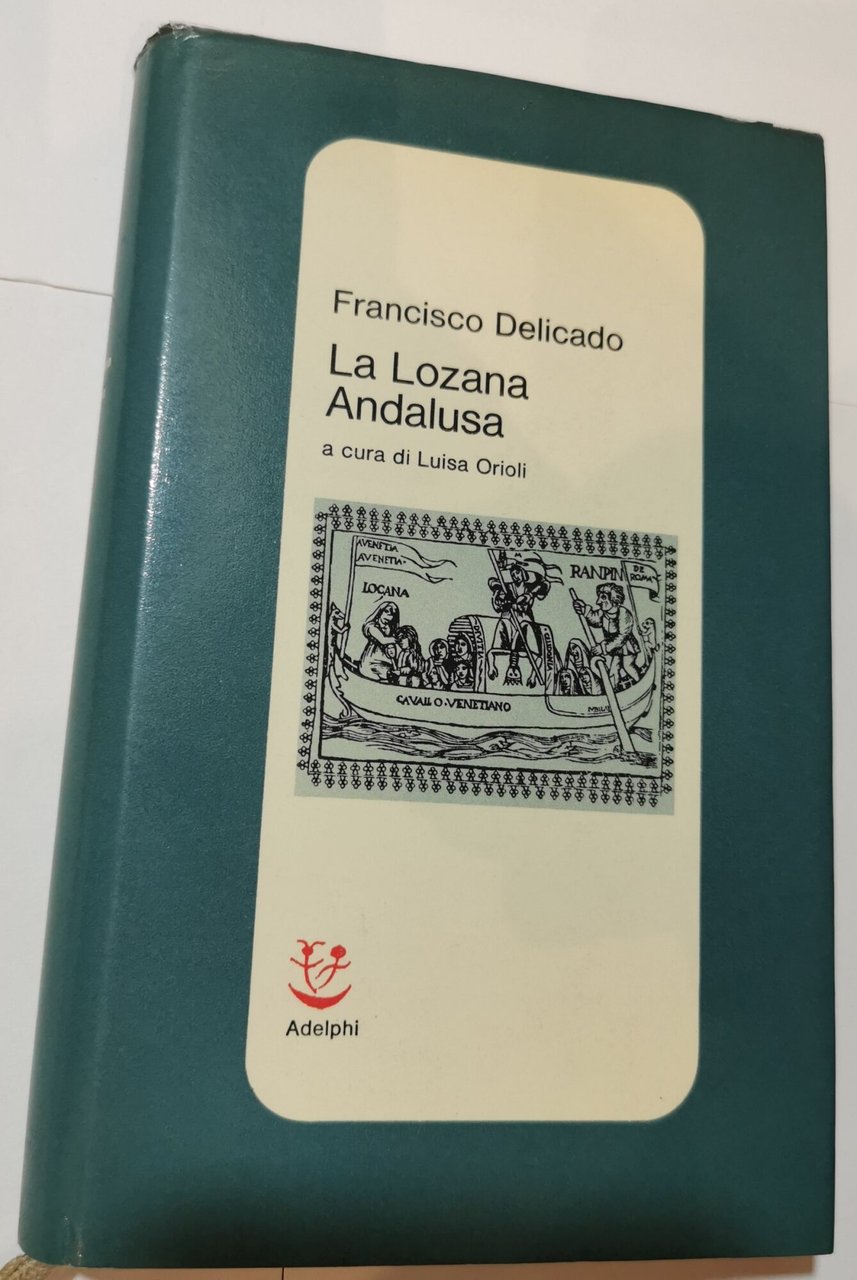 Francisco Delicado
La Lozana
Andalusa
a cura di Luisa Orioli
AVENETIA
AVENETIA·
LOÇANA
RANPIN
DE
ROMA
CAVALLO·VENETIANO
Adelphi